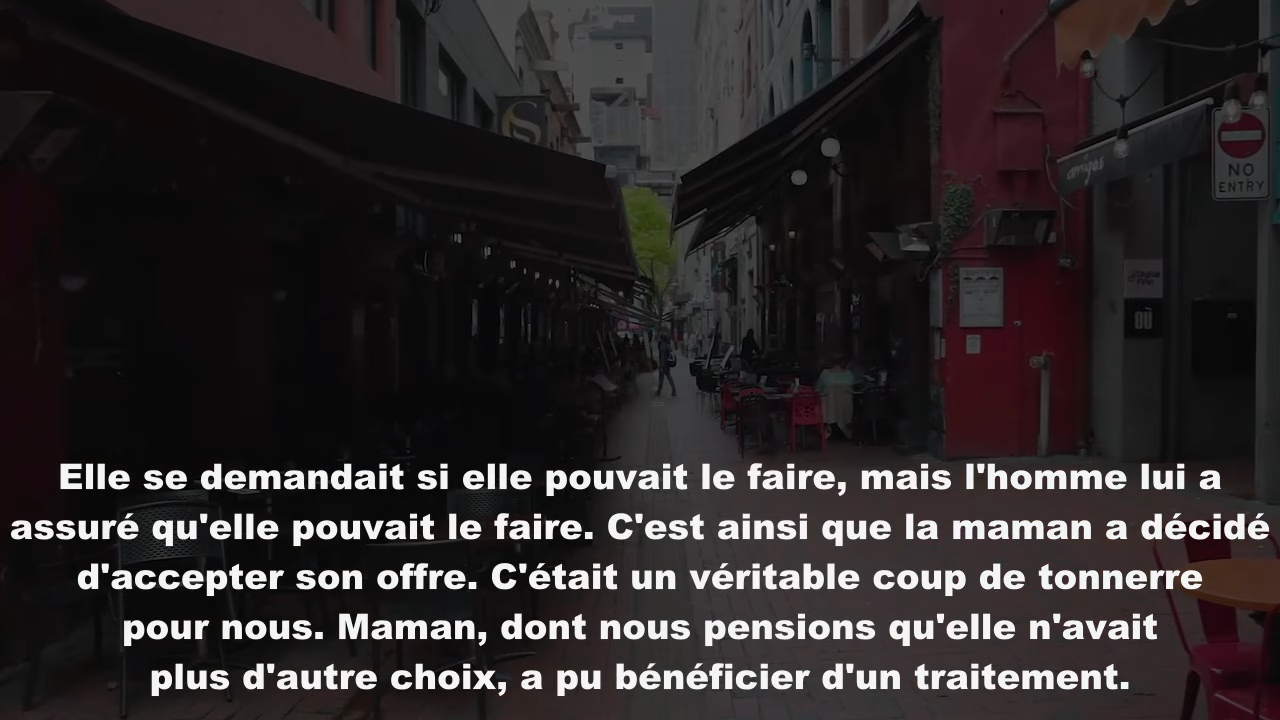 S
amigos
NO
ENTRY
Elle se demandait si elle pouvait le faire, mais l'homme lui a
assuré qu'elle pouvait le faire. C'est ainsi que la maman a décidé
d'accepter son offre. C'était un véritable coup de tonnerre
pour nous. Maman, dont nous pensions qu'elle n'avait
plus d'autre choix, a pu bénéficier d'un traitement.